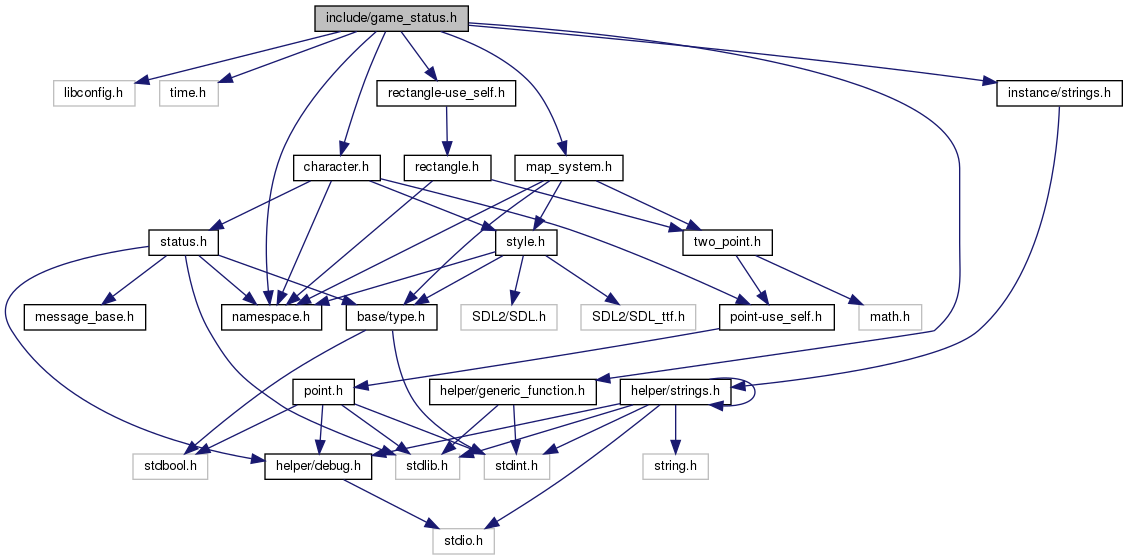 include/game_status.h
libconfig.h
time.h
rectangle-use_self.h
instance/strings.h
character.h
rectangle.h
map_system.h
status.h
style.h
two_point.h
message_base.h
namespace.h
base/type.h
SDL2/SDL.h
SDL2/SDL_ttf.h
point-use_self.h
math.h
point.h
helper/generic_function.h
helper/strings.h
stdbool.h
helper/debug.h
stdlib.h
stdint.h
string.h
stdio.h